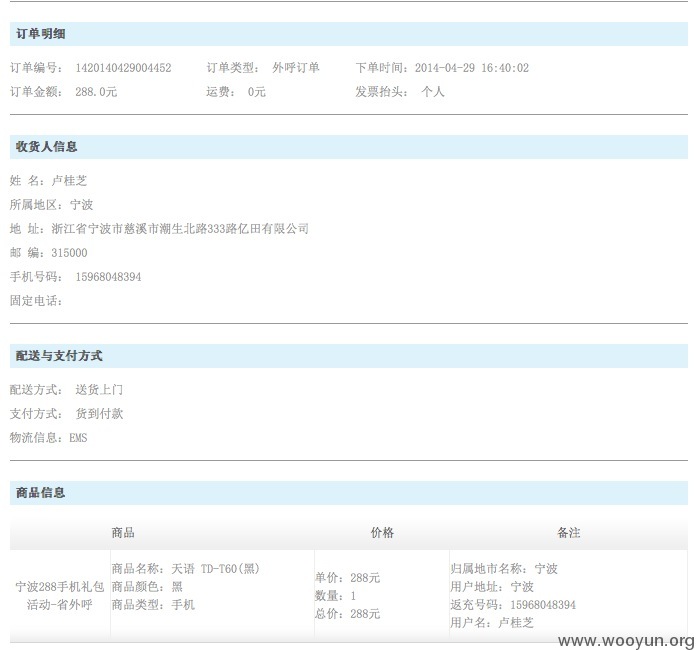 订单明细
订单编号： 1420140429004452 订单类型： 外呼订单 下单时间：2014-04-29 16:40:02
订单金额： 288.0元 运费： 0元 发票抬头： 个人
收货人信息
姓 名：卢桂芝
所属地区：宁波
地 址：浙江省宁波市慈溪市潮生北路333路亿田有限公司
邮 编：315000
手机号码： 15968048394
固定电话：
配送与支付方式
配送方式： 送货上门
支付方式： 货到付款
物流信息：EMS
商品信息
商品 价格 备注
宁波288手机礼包
活动-省外呼
商品名称：天语 TD-T60(黑)
商品颜色：黑
商品类型：手机
单价：288元
数量：1
总价：288元
归属地市名称：宁波
用户地址：宁波
返充号码：15968048394
用户名：卢桂芝
www.wooyun.org